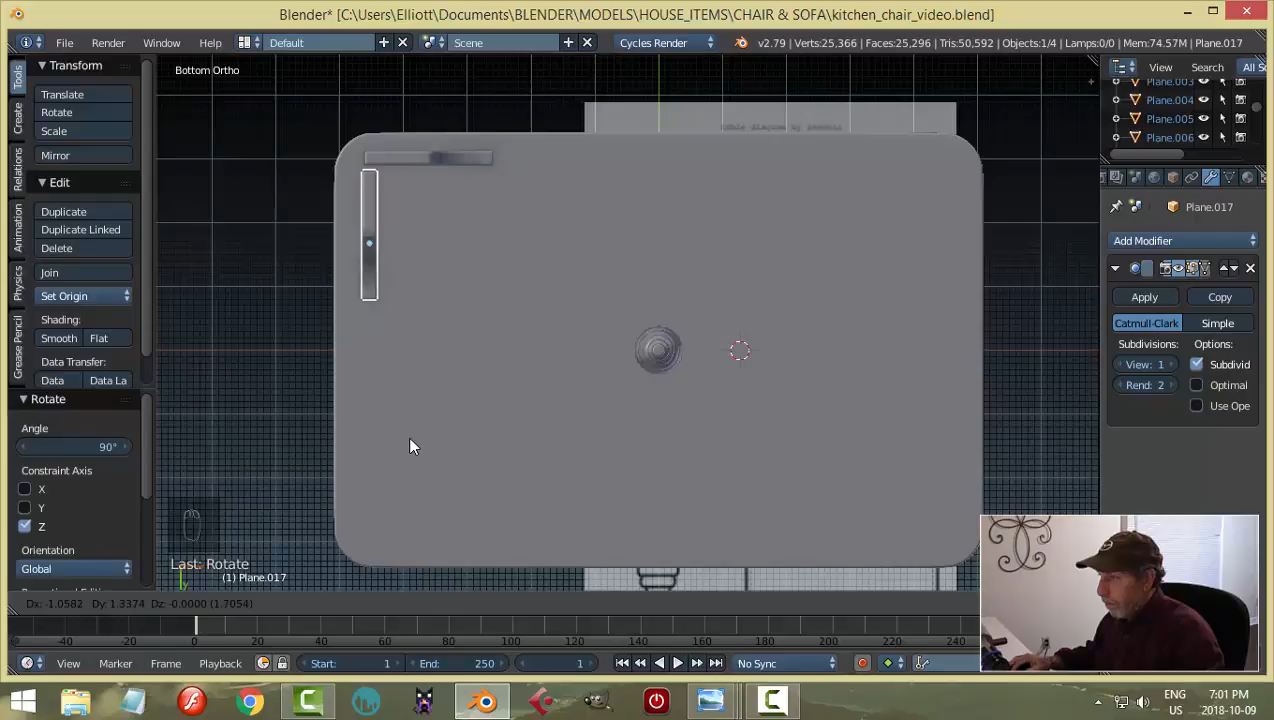 Blender* [C:\Users\Elliott\Documents\BLENDER\MODELS\HOUSE_ITEMS\CHAIR & SOFA\kitchen_chair_video.blend]
File Render Window Help Default Scene Cycles Render v2.79 | Verts:25,366 | Faces:25,296 | Tris:50,592 | Objects:1/4 | Lamps:0/0 | Mem:74.57M | Plane.017
Tools
Create
Relations
Animation
Physics
Grease Pencil
Transform
Translate
Rotate
Scale
Mirror
Edit
Duplicate
Duplicate Linked
Delete
Join
Set Origin
Shading:
Smooth Flat
Data Transfer:
Data Data La
Rotate
Angle
90°
Constraint Axis
X
Y
Z
Orientation
Global
Bottom Ortho
Last: Rotate
(1) Plane.017
Dx: -1.0582 Dy: 1.3374 Dz: -0.0000 (1.7054)
View Search All S
Plane.003
Plane.004
Plane.005
Plane.006
Plane.017
Add Modifier
Apply Copy
Catmull-Clark Simple
Subdivisions: Options:
View: 1 Subdivid
Rend: 2 Optimal
Use Ope
-40 -20 0 20 40 60 80 100 120 140 160 180 200 220 240
View Marker Frame Playback Start: 1 End: 250 1 No Sync
ENG 7:01 PM
US 2018-10-09